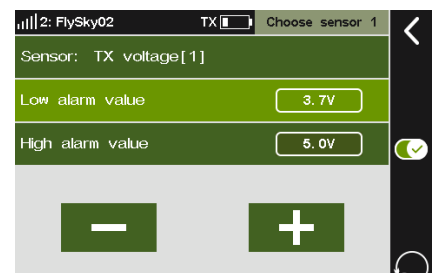 2: FlySky02 TX Choose sensor 1
Sensor: TX voltage[1]
Low alarm value 3.7V
High alarm value 5.0V